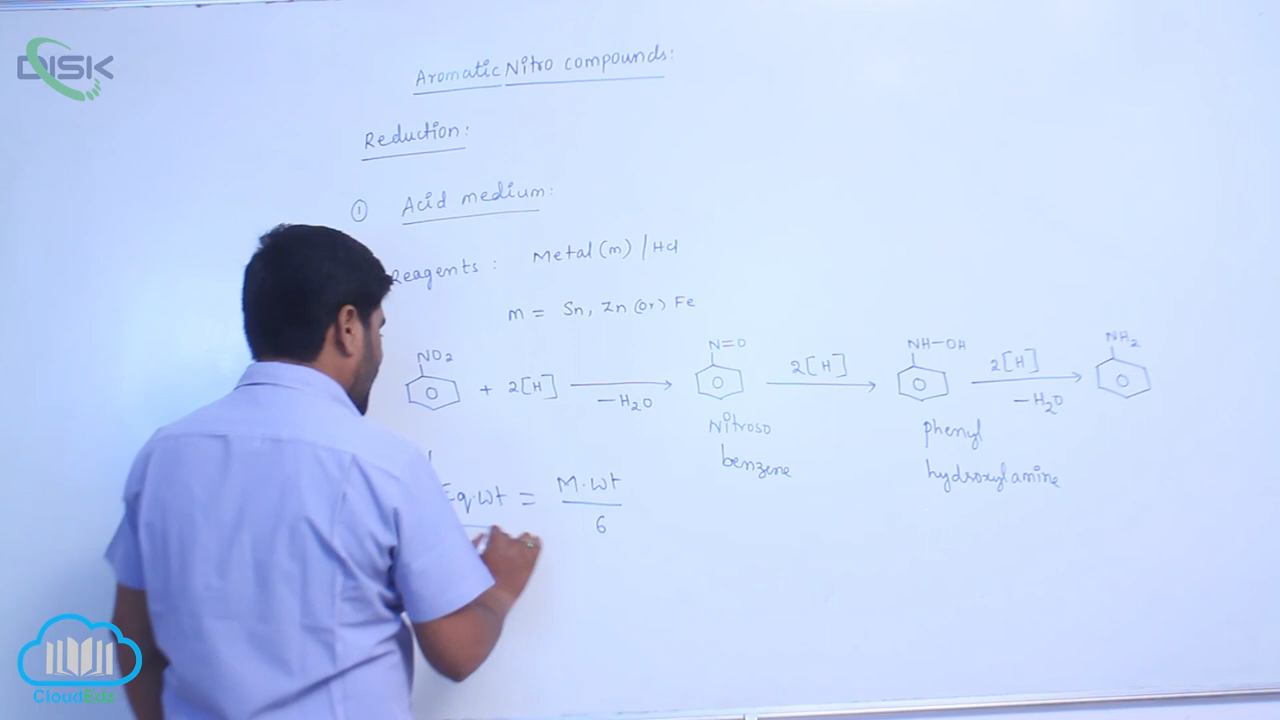 DISK
Aromatic Nitro compounds:
Reduction:
① Acid medium:
Reagents : Metal (m) / HCl
m = Sn, Zn (or) Fe
NO2 + 2[H] → −H2O N=O 2[H] → NH−OH 2[H] → −H2O NH2
Nitroso
benzene
phenyl
hydroxylamine
Eq.wt = M.wt
6
CloudEdz